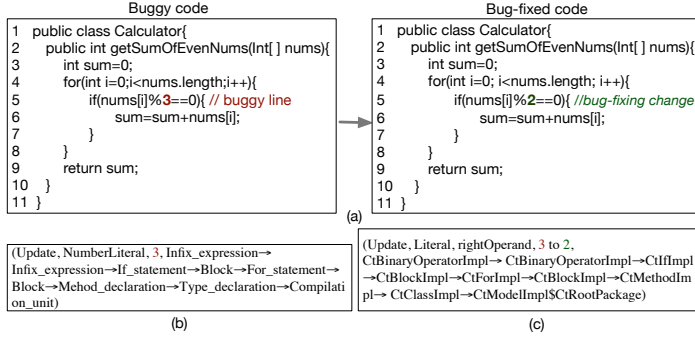 Buggy code
1 public class Calculator{
2 public int getSumOfEvenNums(Int[ ] nums){
3 int sum=0;
4 for(int i=0;i<nums.length;i++){
5 if(nums[i]%3==0){ // buggy line
6 sum=sum+nums[i];
7 }
8 }
9 return sum;
10 }
11 }
Bug-fixed code
1 public class Calculator{
2 public int getSumOfEvenNums(Int[ ] nums){
3 int sum=0;
4 for(int i=0; i<nums.length; i++){
5 if(nums[i]%2==0){ //bug-fixing change
6 sum=sum+nums[i];
7 }
8 }
9 return sum;
10 }
11 }
(a)
(Update, NumberLiteral, 3, Infix_expression→
Infix_expression→If_statement→Block→For_statement→
Block→Mehod_declaration→Type_declaration→Compilati
on_unit)
(b)
(Update, Literal, rightOperand, 3 to 2,
CtBinaryOperatorImpl→ CtBinaryOperatorImpl→CtIfImpl
→CtBlockImpl→CtForImpl→CtBlockImpl→CtMethodIm
pl→ CtClassImpl→CtModelImpl$CtRootPackage)
(c)